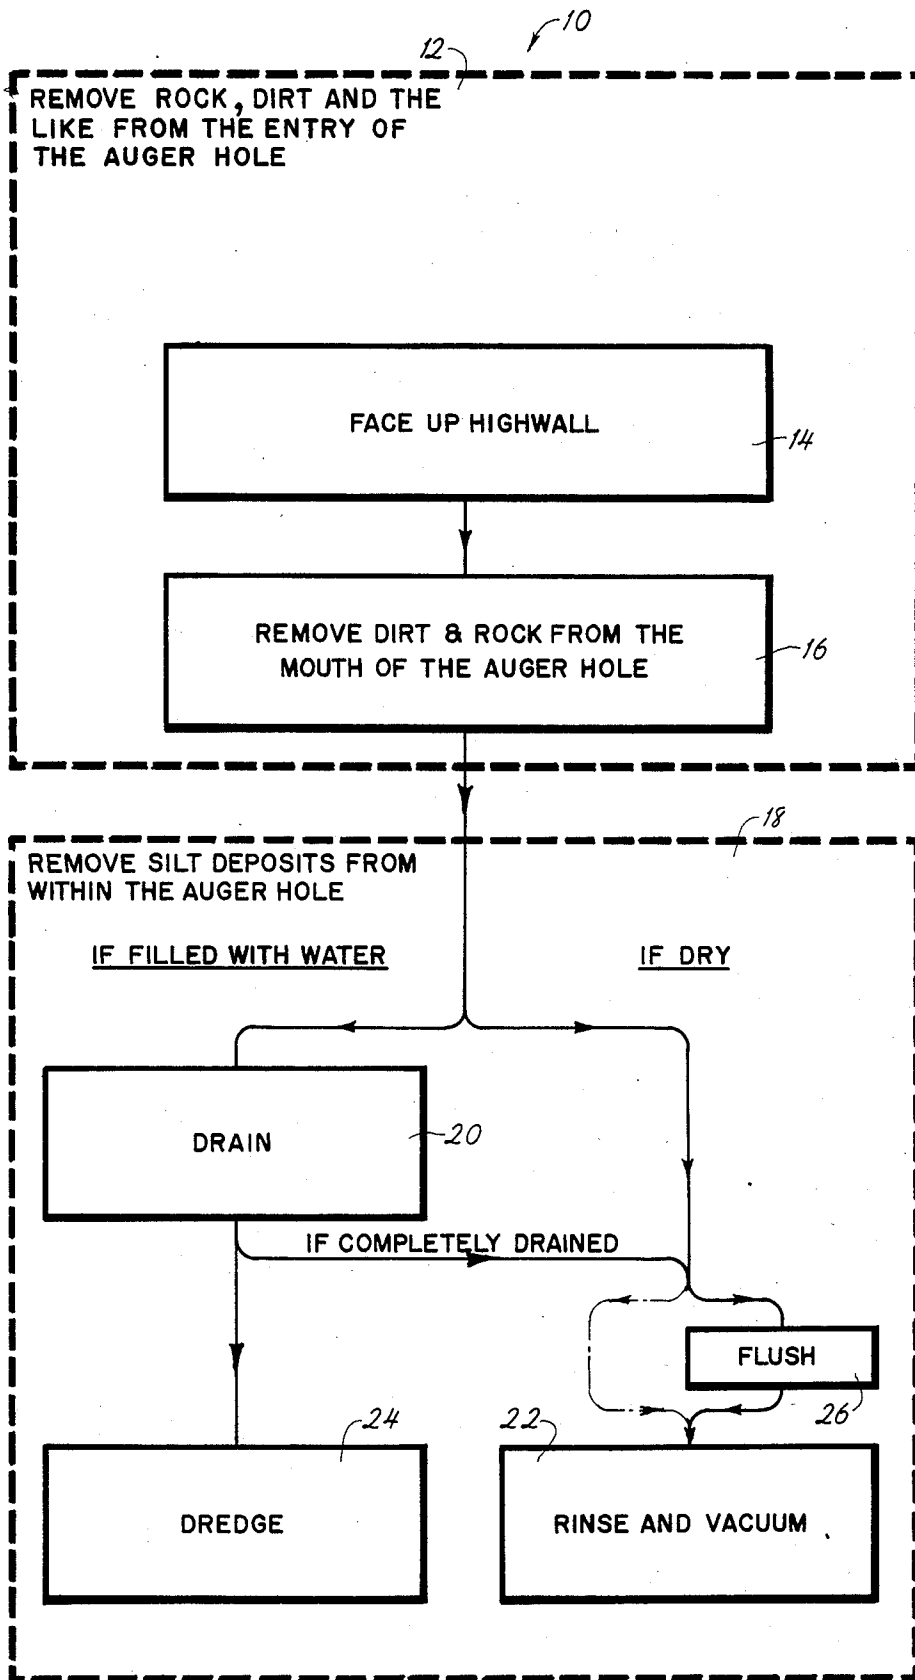 10
12
REMOVE ROCK, DIRT AND THE
LIKE FROM THE ENTRY OF
THE AUGER HOLE
FACE UP HIGHWALL
14
REMOVE DIRT & ROCK FROM THE
MOUTH OF THE AUGER HOLE
16
18
REMOVE SILT DEPOSITS FROM
WITHIN THE AUGER HOLE
IF FILLED WITH WATER
IF DRY
DRAIN
20
IF COMPLETELY DRAINED
FLUSH
26
24
22
DREDGE
RINSE AND VACUUM